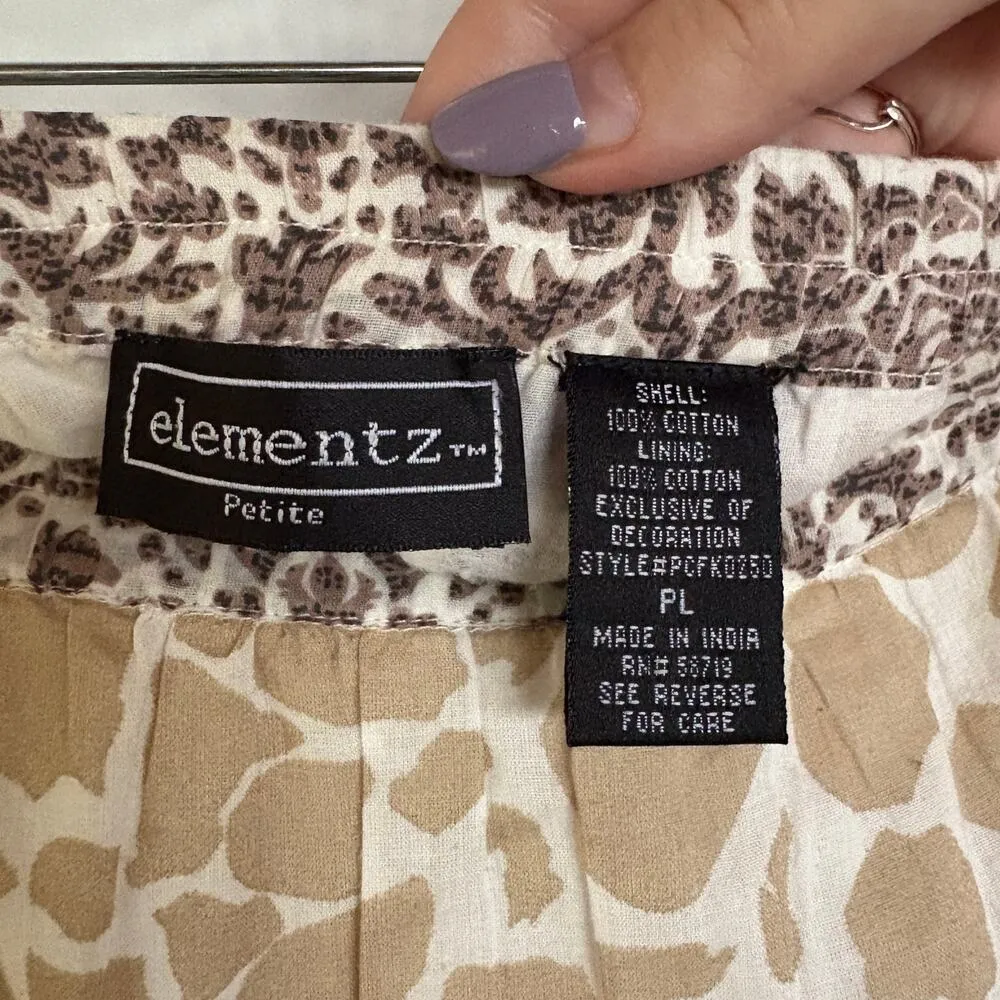 elementz™
Petite
SHELL:
100% COTTON
LINING:
100% COTTON
EXCLUSIVE OF
DECORATION
STYLE#PCFK0250
PL
MADE IN INDIA
RN# 56719
SEE REVERSE
FOR CARE